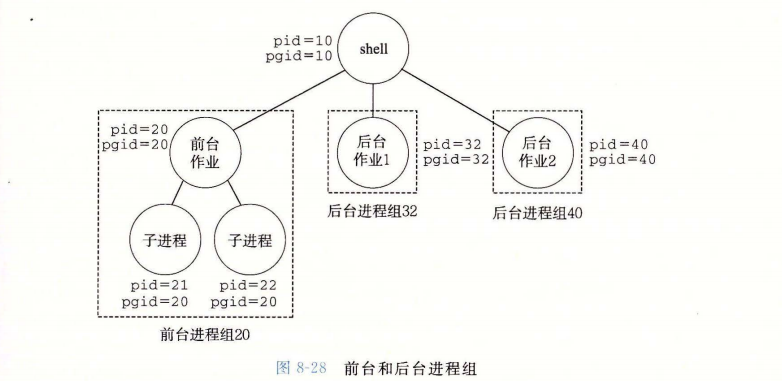 pid=10
pgid=10
shell
pid=20
pgid=20
前台
作业
后台
作业1
pid=32
pgid=32
后台
作业2
pid=40
pgid=40
后台进程组32
后台进程组40
子进程
子进程
pid=21
pgid=20
pid=22
pgid=20
前台进程组20
图 8-28 前台和后台进程组